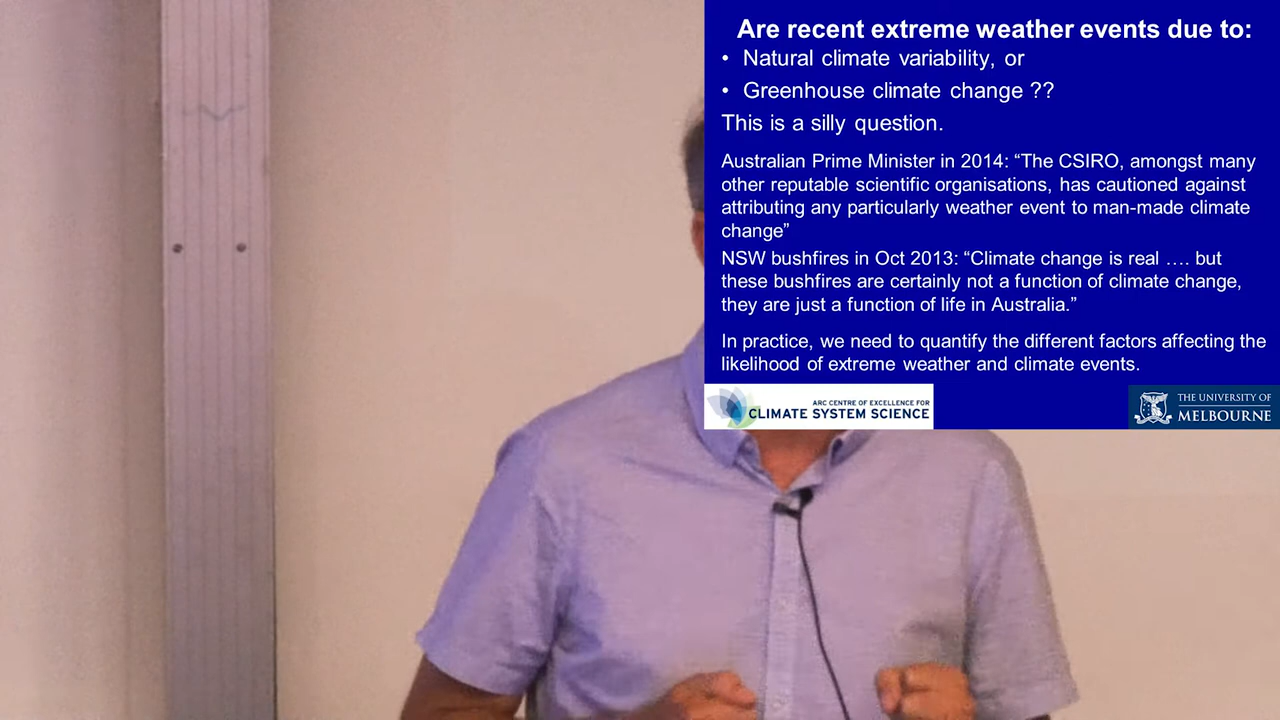 Are recent extreme weather events due to:
• Natural climate variability, or
• Greenhouse climate change ??
This is a silly question.
Australian Prime Minister in 2014: “The CSIRO, amongst many
other reputable scientific organisations, has cautioned against
attributing any particularly weather event to man-made climate
change”
NSW bushfires in Oct 2013: “Climate change is real …. but
these bushfires are certainly not a function of climate change,
they are just a function of life in Australia.”
In practice, we need to quantify the different factors affecting the
likelihood of extreme weather and climate events.
ARC CENTRE OF EXCELLENCE FOR
CLIMATE SYSTEM SCIENCE
THE UNIVERSITY OF
MELBOURNE